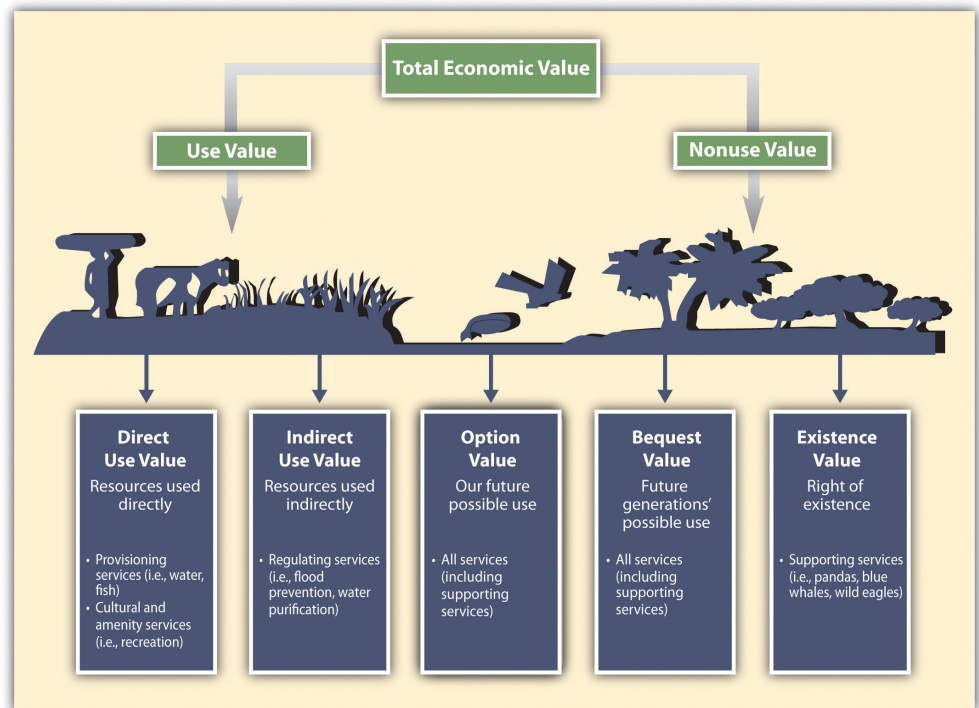 Total Economic Value
Use Value
Nonuse Value
Direct
Use Value
Resources used
directly
• Provisioning
services (i.e., water,
fish)
• Cultural and
amenity services
(i.e., recreation)
Indirect
Use Value
Resources used
indirectly
• Regulating services
(i.e., flood
prevention, water
purification)
Option
Value
Our future
possible use
• All services
(including
supporting
services)
Bequest
Value
Future
generations’
possible use
• All services
(including
supporting
services)
Existence
Value
Right of
existence
• Supporting services
(i.e., pandas, blue
whales, wild eagles)